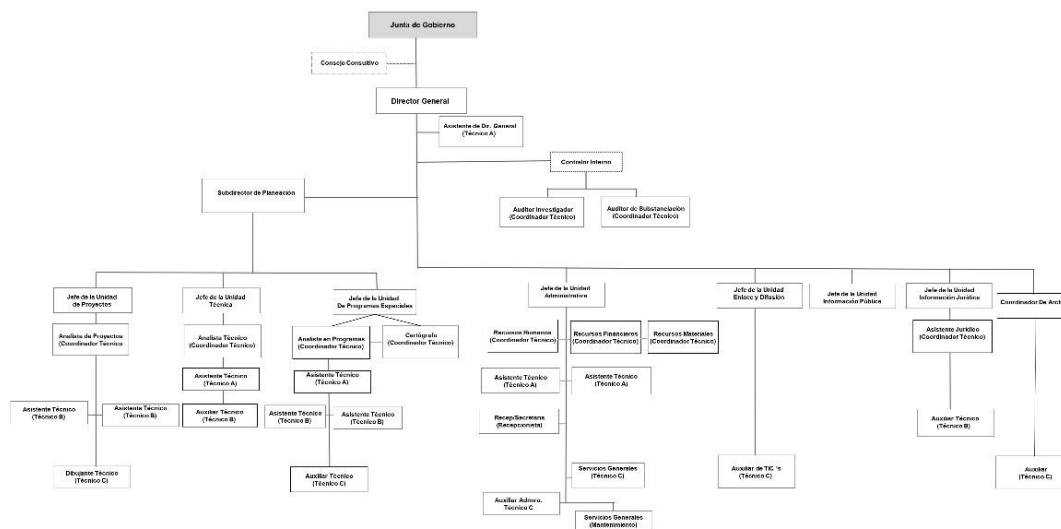 Junta de Gobierno
Consejo Consultivo
Director General
Asistente de Dir. General
(Técnico A)
Contralor Interno
Subdirector de Planeación
Auditor Investigador
(Coordinador Técnico)
Auditor de Substanciación
(Coordinador Técnico)
Jefe de la Unidad
de Proyectos
Jefe de la Unidad
Técnica
Jefe de la Unidad
De Programas Especiales
Jefe de la Unidad
Administrativa
Jefe de la Unidad
Enlace y Difusión
Jefe de la Unidad
Información Pública
Jefe de la Unidad
Información Jurídica
Coordinador De Arch
Analista de Proyectos
(Coordinador Técnico
Analista Técnico
(Coordinador Técnico)
Analista en Programas
(Coordinador Técnico)
Cartógrafo
(Coordinador Técnico)
Recursos Humanos
(Coordinador Técnico)
Recursos Financieros
(Coordinador Técnico)
Recursos Materiales
(Coordinador Técnico)
Asistente Jurídico
(Coordinador Técnico)
Asistente Técnico
(Técnico A)
Asistente Técnico
(Técnico A)
Asistente Técnico
(Técnico A)
Asistente Técnico
(Técnico A)
Asistente Técnico
(Técnico B)
Asistente Técnico
(Técnico B)
Auxiliar Técnico
(Técnico B)
Asistente Técnico
(Técnico B)
Asistente Técnico
(Técnico B)
Recep/Secretaria
(Recepcionista)
Auxiliar Técnico
(Técnico B)
Dibujante Técnico
(Técnico C)
Auxiliar Técnico
(Técnico C)
Servicios Generales
(Técnico C)
Auxiliar de TIC 's
(Técnico C)
Auxiliar
(Técnico C)
Auxiliar Admvo.
Técnico C
Servicios Generales
(Mantenimiento)